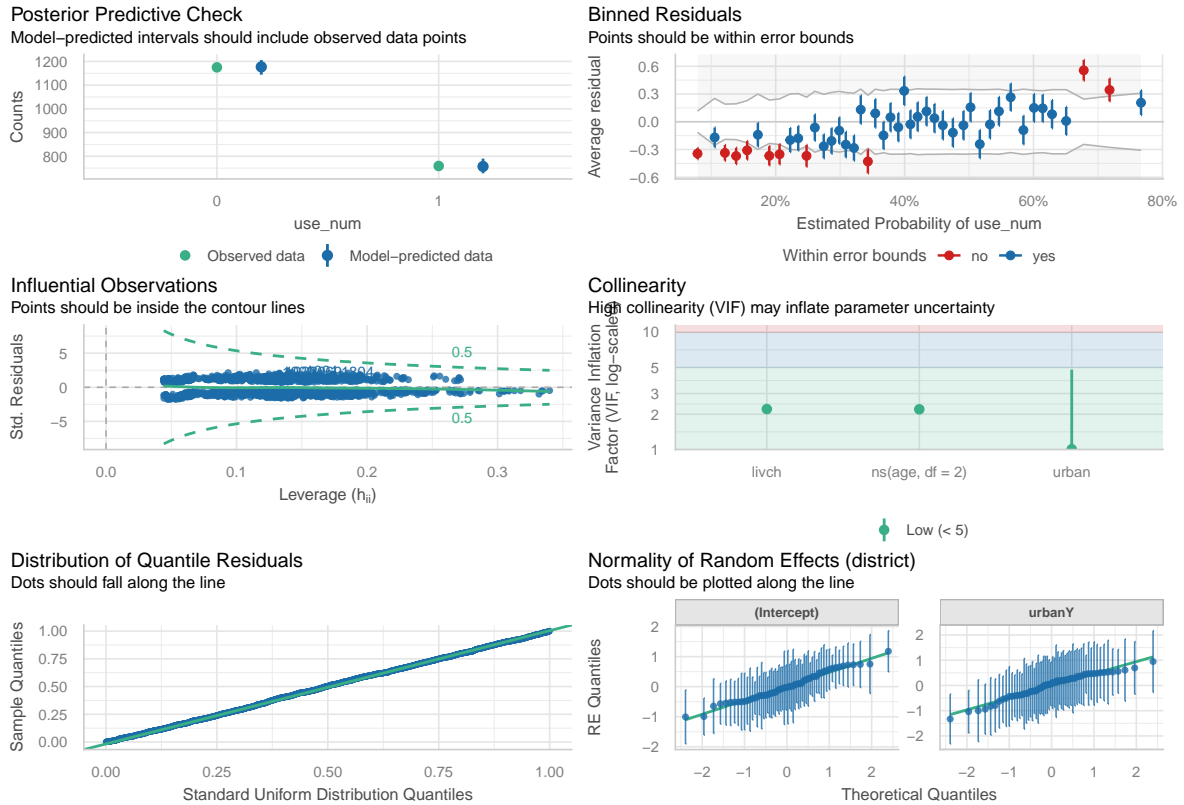 Posterior Predictive Check
Model−predicted intervals should include observed data points
Counts
1200
1100
1000
900
800
0
1
use_num
Observed data
Model−predicted data
Binned Residuals
Points should be within error bounds
Average residual
0.6
0.3
0.0
−0.3
−0.6
20%
40%
60%
80%
Estimated Probability of use_num
Within error bounds
no
yes
Influential Observations
Points should be inside the contour lines
Std. Residuals
5
0
−5
0.5
0.5
0.0
0.1
0.2
0.3
Leverage (hii)
Collinearity
High collinearity (VIF) may inflate parameter uncertainty
Variance Inflation
Factor (VIF, log−scaled)
10
5
3
2
1
livch
ns(age, df = 2)
urban
Low (< 5)
Distribution of Quantile Residuals
Dots should fall along the line
Sample Quantiles
1.00
0.75
0.50
0.25
0.00
0.00
0.25
0.50
0.75
1.00
Standard Uniform Distribution Quantiles
Normality of Random Effects (district)
Dots should be plotted along the line
(Intercept)
urbanY
RE Quantiles
2
1
0
−1
−2
2
1
0
−1
−2
−2
−1
0
1
2
−2
−1
0
1
2
Theoretical Quantiles